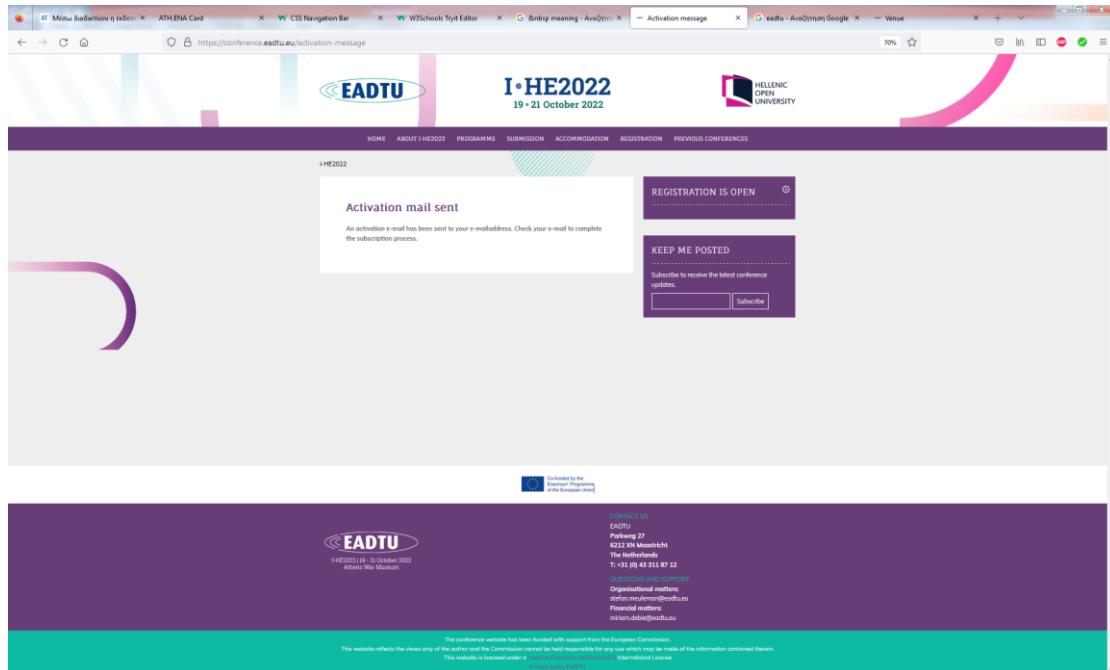 Μέσω διαδικτύου η έκδοση
ATH.ENA Card
CSS Navigation Bar
W3Schools Tryit Editor
&nbsp meaning - Αναζήτηση
Activation message
eadtu - Αναζήτηση Google
Venue
https://conference.eadtu.eu/activation-message
70%
EADTU
I•HE2022
19 • 21 October 2022
HELLENIC
OPEN
UNIVERSITY
HOME ABOUT I-HE2022 PROGRAMME SUBMISSION ACCOMMODATION REGISTRATION PREVIOUS CONFERENCES
I-HE2022
Activation mail sent
An activation e-mail has been sent to your e-mailaddress. Check your e-mail to complete
the subscription process.
REGISTRATION IS OPEN
KEEP ME POSTED
Subscribe to receive the latest conference
updates.
Subscribe
Co-funded by the
Erasmus+ Programme
of the European Union
EADTU
I-HE2022 | 19 - 21 October 2022
Athens War Museum
CONTACT US
EADTU
Parkweg 27
6212 XN Maastricht
The Netherlands
T: +31 (0) 43 311 87 12
QUESTIONS AND SUPPORT
Organisational matters:
stefan.meuleman@eadtu.eu
Financial matters:
miriam.debie@eadtu.eu
The conference website has been funded with support from the European Commission.
This website reflects the views only of the author and the Commission cannot be held responsible for any use which may be made of the information contained therein.
This website is licensed under a International License
Privacy policy EADTU